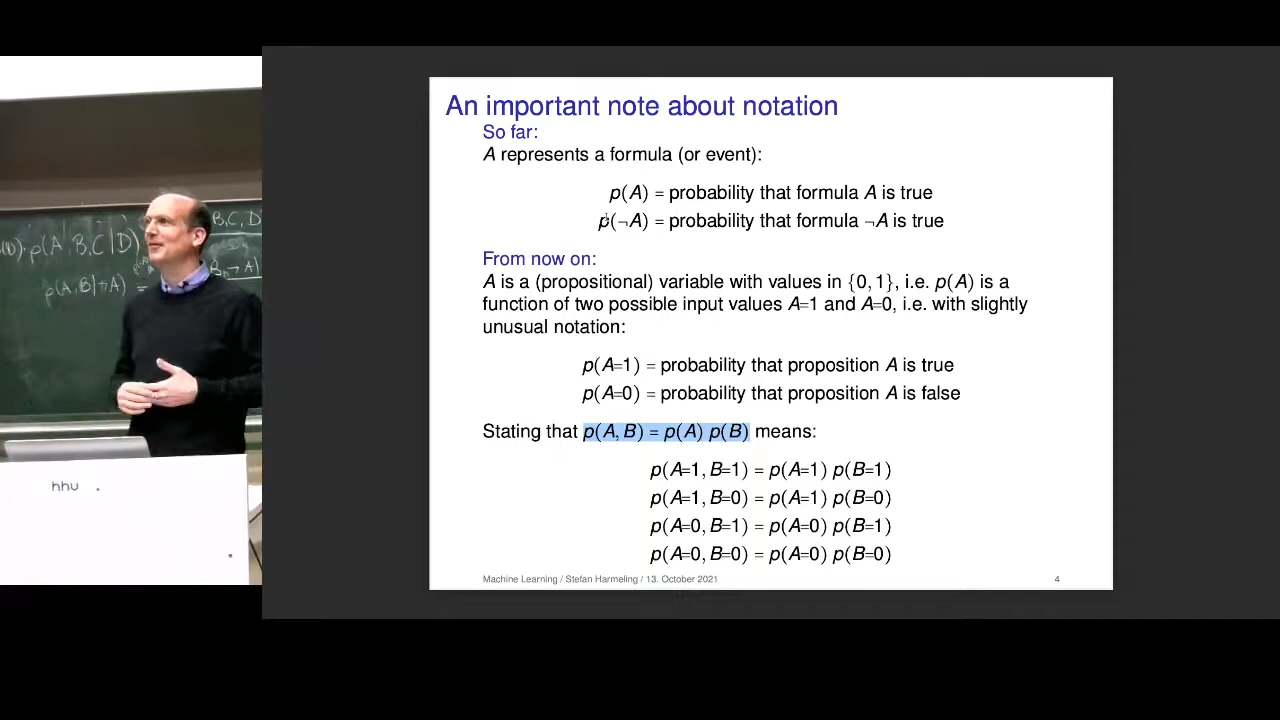 An important note about notation
So far:
A represents a formula (or event):
p(A) = probability that formula A is true
p(¬A) = probability that formula ¬A is true
From now on:
A is a (propositional) variable with values in {0, 1}, i.e. p(A) is a
function of two possible input values A=1 and A=0, i.e. with slightly
unusual notation:
p(A=1) = probability that proposition A is true
p(A=0) = probability that proposition A is false
Stating that p(A, B) = p(A) p(B) means:
p(A=1, B=1) = p(A=1) p(B=1)
p(A=1, B=0) = p(A=1) p(B=0)
p(A=0, B=1) = p(A=0) p(B=1)
p(A=0, B=0) = p(A=0) p(B=0)
Machine Learning / Stefan Harmeling / 13. October 2021
4
p(A,B,C|D)
B,C,D
hhu